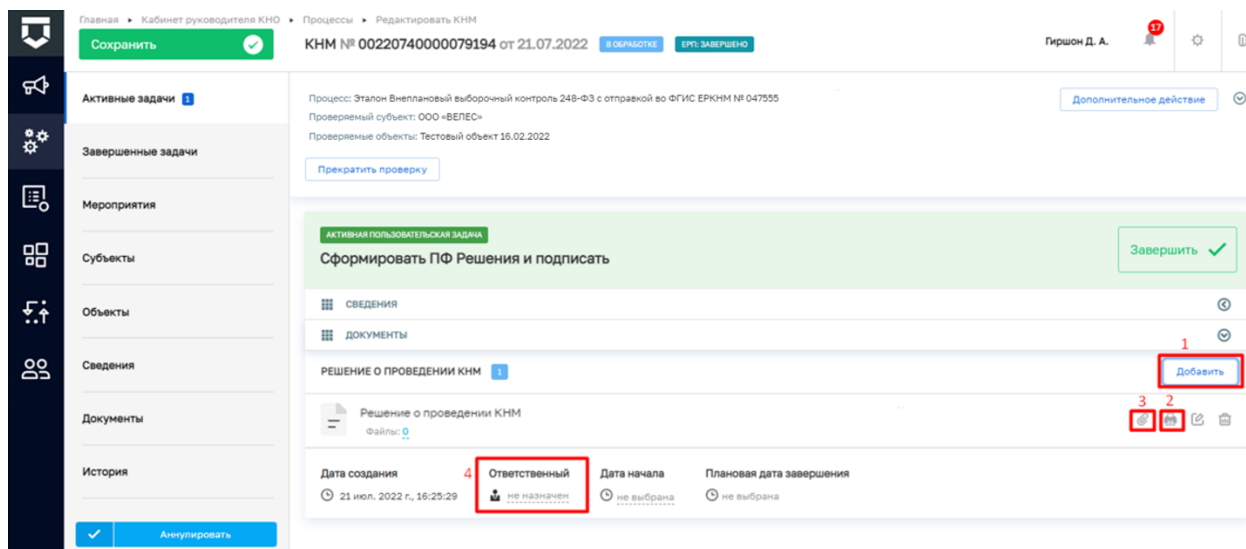 Главная ▸ Кабинет руководителя КНО ▸ Процессы ▸ Редактировать КНМ
Сохранить
КНМ № 00220740000079194 от 21.07.2022 В ОБРАБОТКЕ ЕРП: ЗАВЕРШЕНО
Гиршон Д. А.
17
Активные задачи 1
Завершенные задачи
Мероприятия
Субъекты
Объекты
Сведения
Документы
История
Аннулировать
Процесс: Эталон Внеплановый выборочный контроль 248-ФЗ с отправкой во ФГИС ЕРКНМ № 047555
Проверяемый субъект: ООО «ВЕЛЕС»
Проверяемые объекты: Тестовый объект 16.02.2022
Дополнительное действие
Прекратить проверку
АКТИВНАЯ ПОЛЬЗОВАТЕЛЬСКАЯ ЗАДАЧА
Сформировать ПФ Решения и подписать
Завершить
СВЕДЕНИЯ
ДОКУМЕНТЫ
1
РЕШЕНИЕ О ПРОВЕДЕНИИ КНМ 1
Добавить
3 2
Решение о проведении КНМ
Файлы: 0
Дата создания 4 Ответственный Дата начала Плановая дата завершения
21 июл. 2022 г., 16:25:29 не назначен не выбрана не выбрана